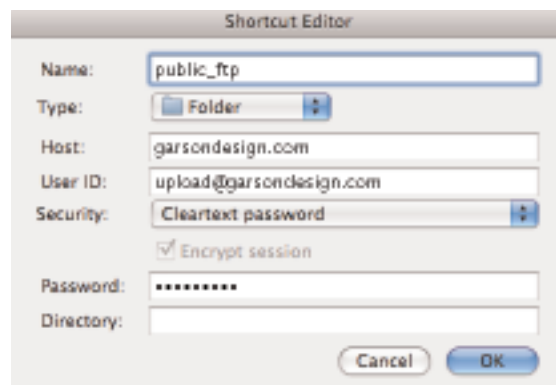 Shortcut Editor
Name: public_ftp
Type: Folder
Host: garsondesign.com
User ID: upload@garsondesign.com
Security: Cleartext password
Encrypt session
Password: •••••••••
Directory:
Cancel OK